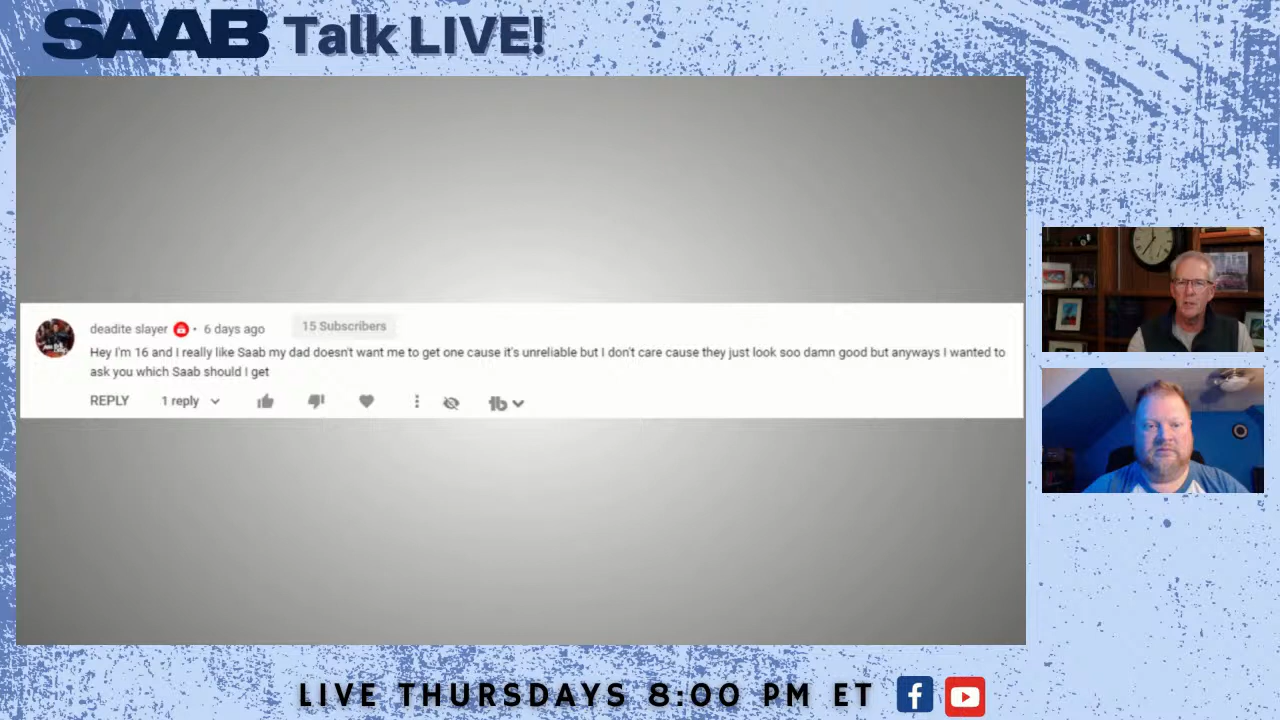 SAAB Talk LIVE!
deadite slayer • 6 days ago 15 Subscribers
Hey I'm 16 and I really like Saab my dad doesn't want me to get one cause it's unreliable but I don't care cause they just look soo damn good but anyways I wanted to
ask you which Saab should I get
REPLY 1 reply
LIVE THURSDAYS 8:00 PM ET